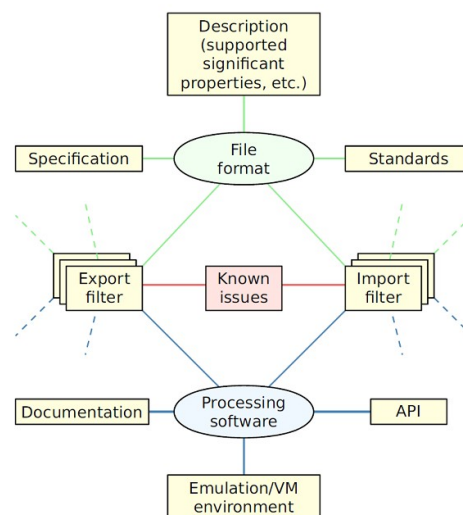 Description
(supported
significant
properties, etc.)
Specification
File
format
Standards
Export
filter
Known
issues
Import
filter
Documentation
Processing
software
API
Emulation/VM
environment